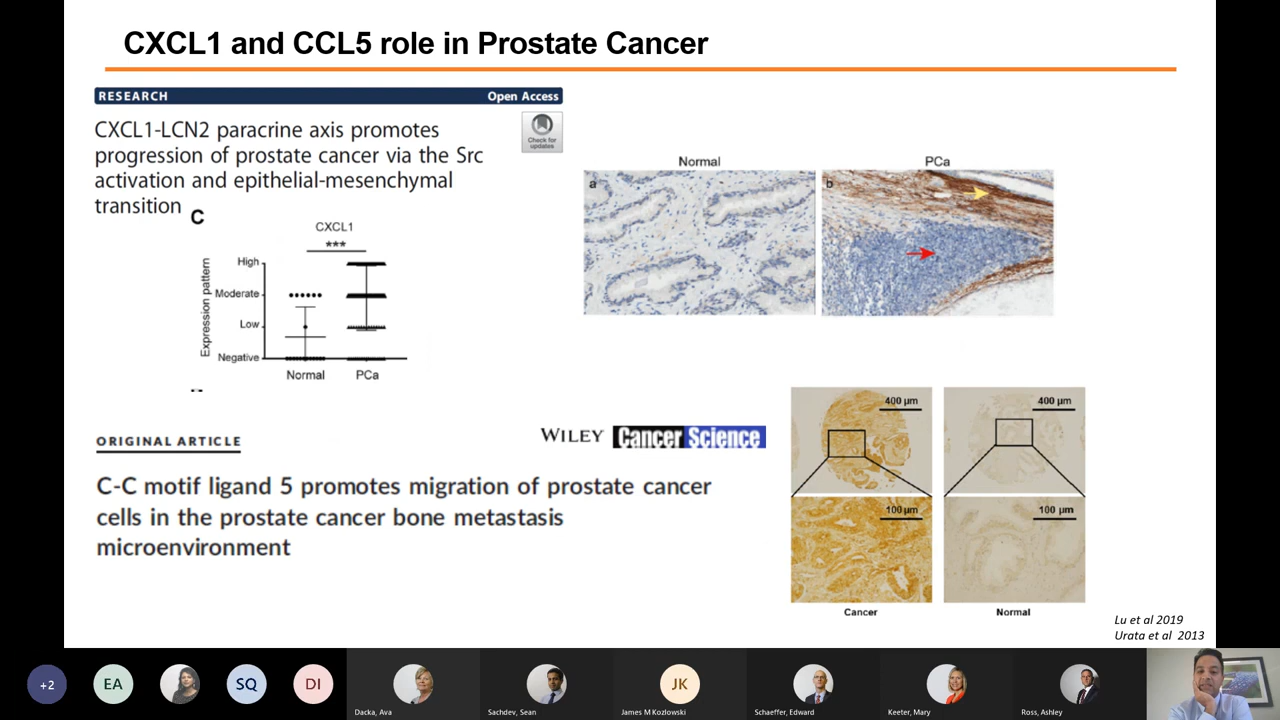 CXCL1 and CCL5 role in Prostate Cancer
RESEARCH Open Access
CXCL1-LCN2 paracrine axis promotes
progression of prostate cancer via the Src
activation and epithelial-mesenchymal
transition
Check for
updates
C
CXCL1
***
Expression pattern
High
Moderate
Low
Negative
Normal PCa
Normal PCa
a b
ORIGINAL ARTICLE
WILEY Cancer Science
C-C motif ligand 5 promotes migration of prostate cancer
cells in the prostate cancer bone metastasis
microenvironment
400 µm 400 µm
100 µm 100 µm
Cancer Normal
Lu et al 2019
Urata et al 2013
+2 EA SQ DI JK
Dacka, Ava Sachdev, Sean James M Kozlowski Schaeffer, Edward Keeter, Mary Ross, Ashley